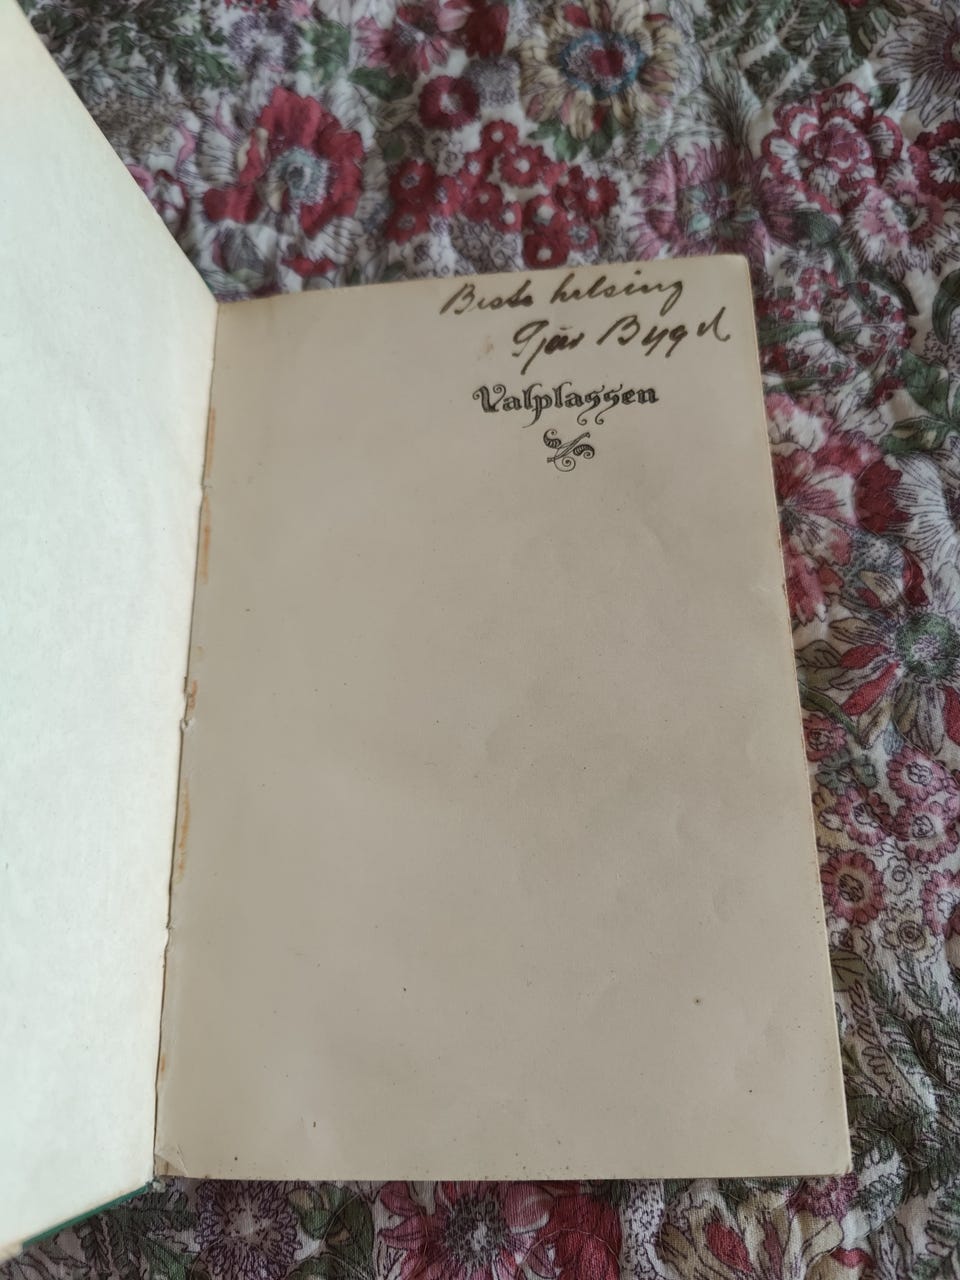 Beste helsing
Gjær Bygd
Valplassen